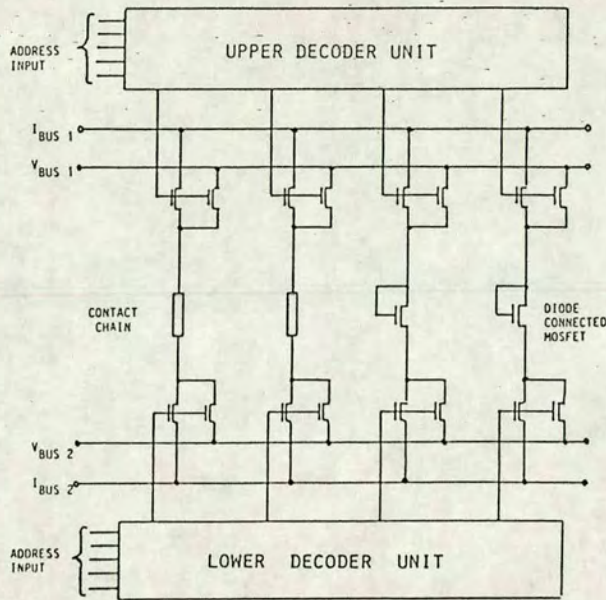 ADDRESS
INPUT
UPPER DECODER UNIT
I BUS 1
V BUS 1
CONTACT
CHAIN
DIODE
CONNECTED
MOSFET
V BUS 2
I BUS 2
ADDRESS
INPUT
LOWER DECODER UNIT